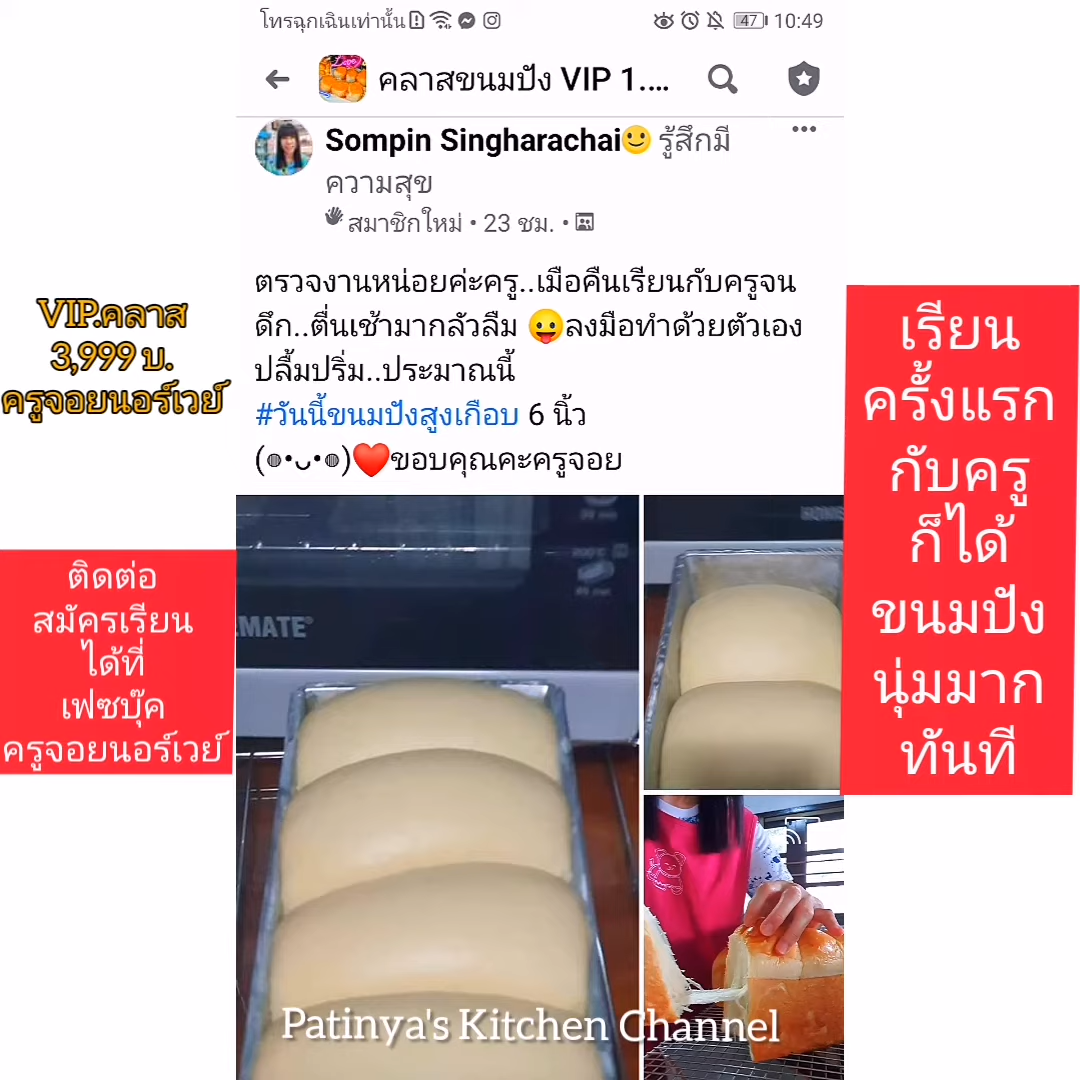 โทรฉุกเฉินเท่านั้น
47 10:49
คลาสขนมปัง VIP 1....
Sompin Singharachai รู้สึกมี
ความสุข
สมาชิกใหม่ • 23 ชม. •
ตรวจงานหน่อยค่ะครู..เมือคืนเรียนกับครูจน
ดึก..ตื่นเช้ามากลัวลืม 😛ลงมือทำด้วยตัวเอง
ปลื้มปริ่ม..ประมาณนี้
#วันนี้ขนมปังสูงเกือบ 6 นิ้ว
(๏•ᴗ•๏)❤️ขอบคุณคะครูจอย
VIP.คลาส
3,999 บ.
ครูจอยนอร์เวย์
ติดต่อ
สมัครเรียน
ได้ที่
เฟซบุ๊ค
ครูจอยนอร์เวย์
เรียน
ครั้งแรก
กับครู
ก็ได้
ขนมปัง
นุ่มมาก
ทันที
MATE
Patinya's Kitchen Channel